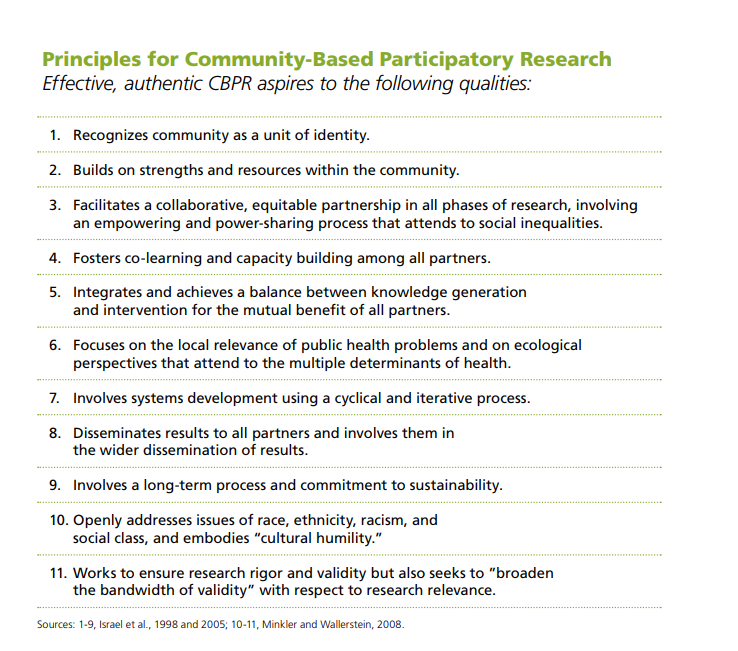 Principles for Community-Based Participatory Research
Effective, authentic CBPR aspires to the following qualities:
1. Recognizes community as a unit of identity.
2. Builds on strengths and resources within the community.
3. Facilitates a collaborative, equitable partnership in all phases of research, involving
an empowering and power-sharing process that attends to social inequalities.
4. Fosters co-learning and capacity building among all partners.
5. Integrates and achieves a balance between knowledge generation
and intervention for the mutual benefit of all partners.
6. Focuses on the local relevance of public health problems and on ecological
perspectives that attend to the multiple determinants of health.
7. Involves systems development using a cyclical and iterative process.
8. Disseminates results to all partners and involves them in
the wider dissemination of results.
9. Involves a long-term process and commitment to sustainability.
10. Openly addresses issues of race, ethnicity, racism, and
social class, and embodies “cultural humility.”
11. Works to ensure research rigor and validity but also seeks to “broaden
the bandwidth of validity” with respect to research relevance.
Sources: 1-9, Israel et al., 1998 and 2005; 10-11, Minkler and Wallerstein, 2008.